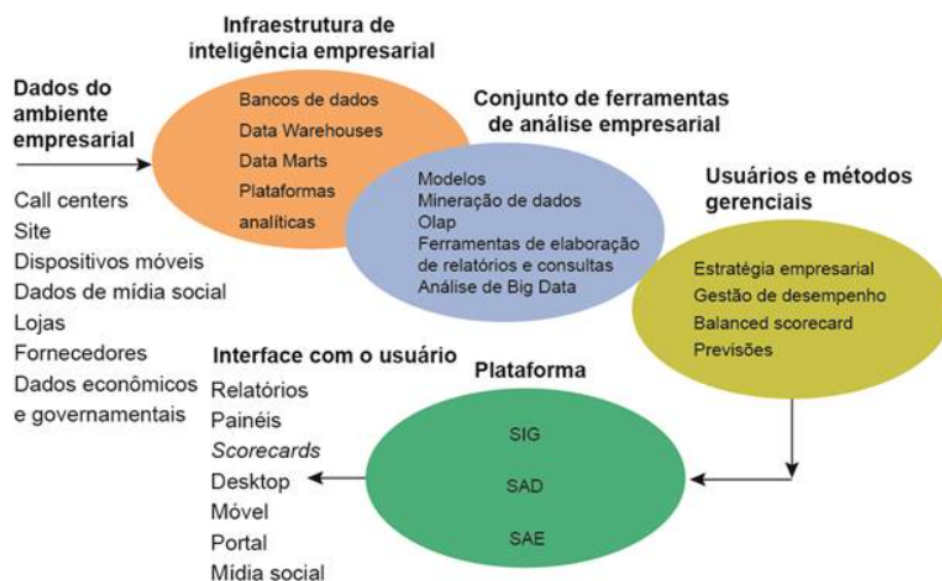 Infraestrutura de
inteligência empresarial
Dados do
ambiente
empresarial
Bancos de dados
Data Warehouses
Data Marts
Plataformas
analíticas
Conjunto de ferramentas
de análise empresarial
Modelos
Mineração de dados
Olap
Ferramentas de elaboração
de relatórios e consultas
Análise de Big Data
Usuários e métodos
gerenciais
Estratégia empresarial
Gestão de desempenho
Balanced scorecard
Previsões
Call centers
Site
Dispositivos móveis
Dados de mídia social
Lojas
Fornecedores
Dados econômicos
e governamentais
Interface com o usuário
Relatórios
Painéis
Scorecards
Desktop
Móvel
Portal
Mídia social
Plataforma
SIG
SAD
SAE